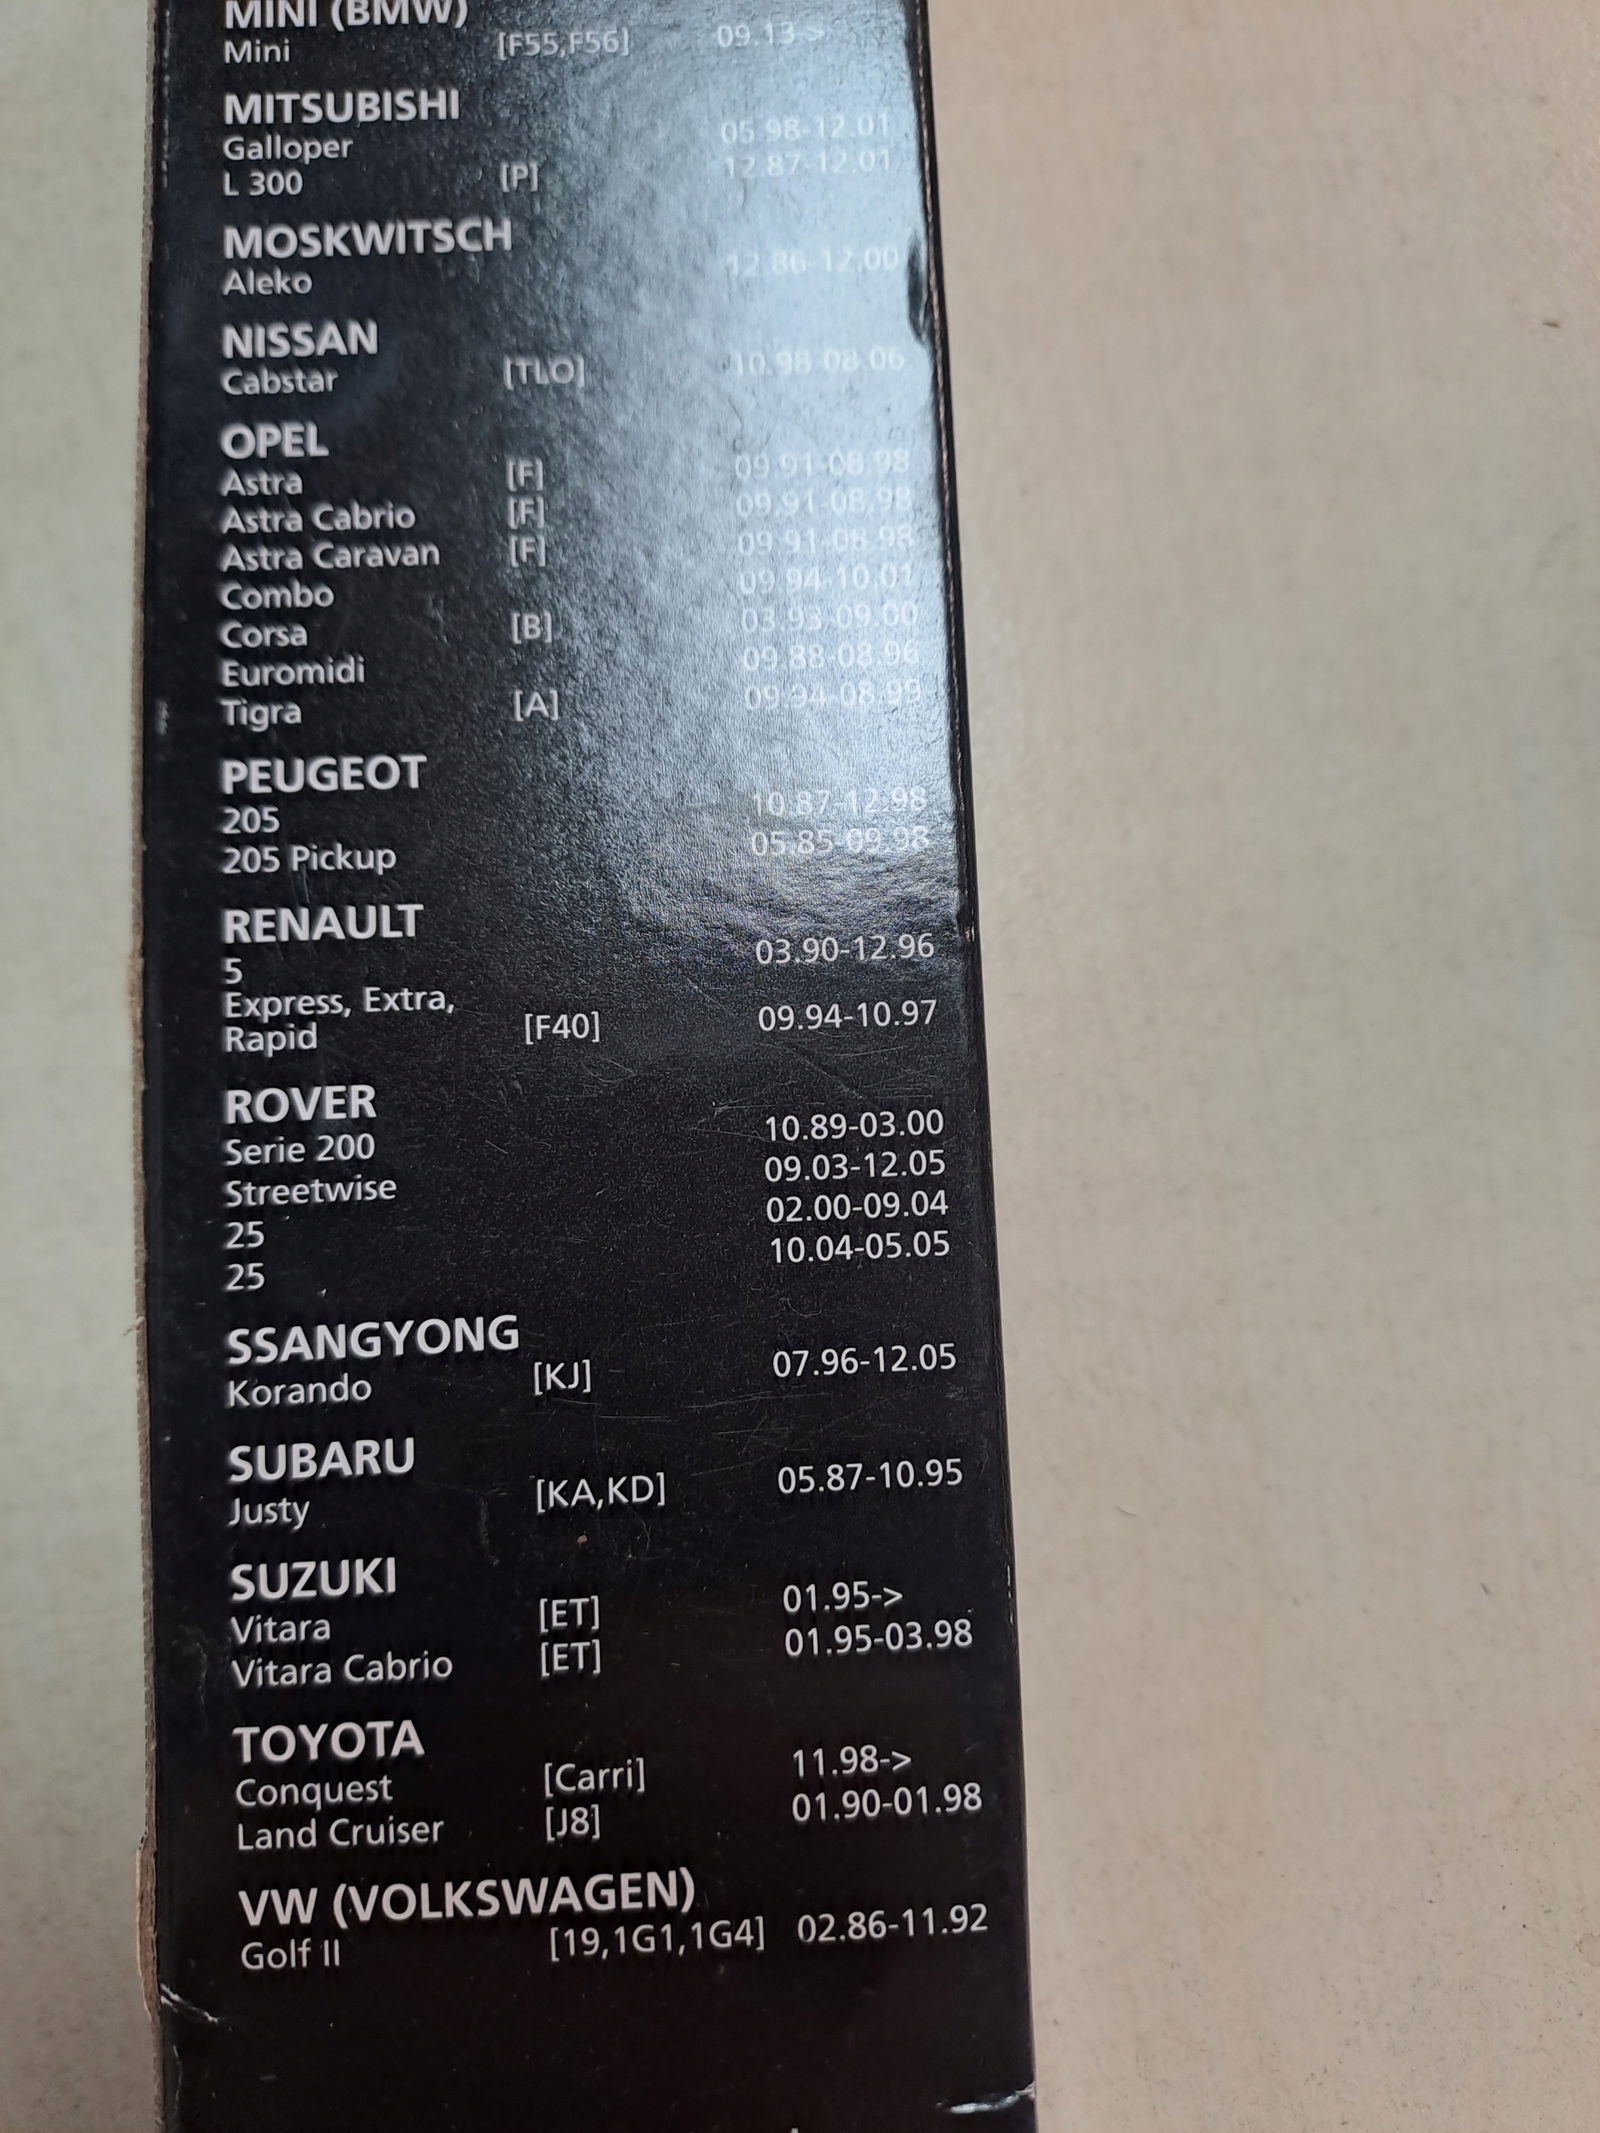 MINI (BMW)
Mini [F55,F56] 09.13->
MITSUBISHI
Galloper 05.98-12.01
L 300 [P] 12.87-12.01
MOSKWITSCH
Aleko 12.86-12.00
NISSAN
Cabstar [TLO] 10.98-08.06
OPEL
Astra [F] 09.91-08.98
Astra Cabrio [F] 09.91-08.98
Astra Caravan [F] 09.91-08.98
Combo 09.94-10.01
Corsa [B] 03.93-09.00
Euromidi 09.88-08.96
Tigra [A] 09.94-08.99
PEUGEOT
205 10.87-12.98
205 Pickup 05.85-09.98
RENAULT
5 03.90-12.96
Express, Extra,
Rapid [F40] 09.94-10.97
ROVER
Serie 200 10.89-03.00
Streetwise 09.03-12.05
25 02.00-09.04
25 10.04-05.05
SSANGYONG
Korando [KJ] 07.96-12.05
SUBARU
Justy [KA,KD] 05.87-10.95
SUZUKI
Vitara [ET] 01.95->
Vitara Cabrio [ET] 01.95-03.98
TOYOTA
Conquest [Carri] 11.98->
Land Cruiser [J8] 01.90-01.98
VW (VOLKSWAGEN)
Golf II [19,1G1,1G4] 02.86-11.92